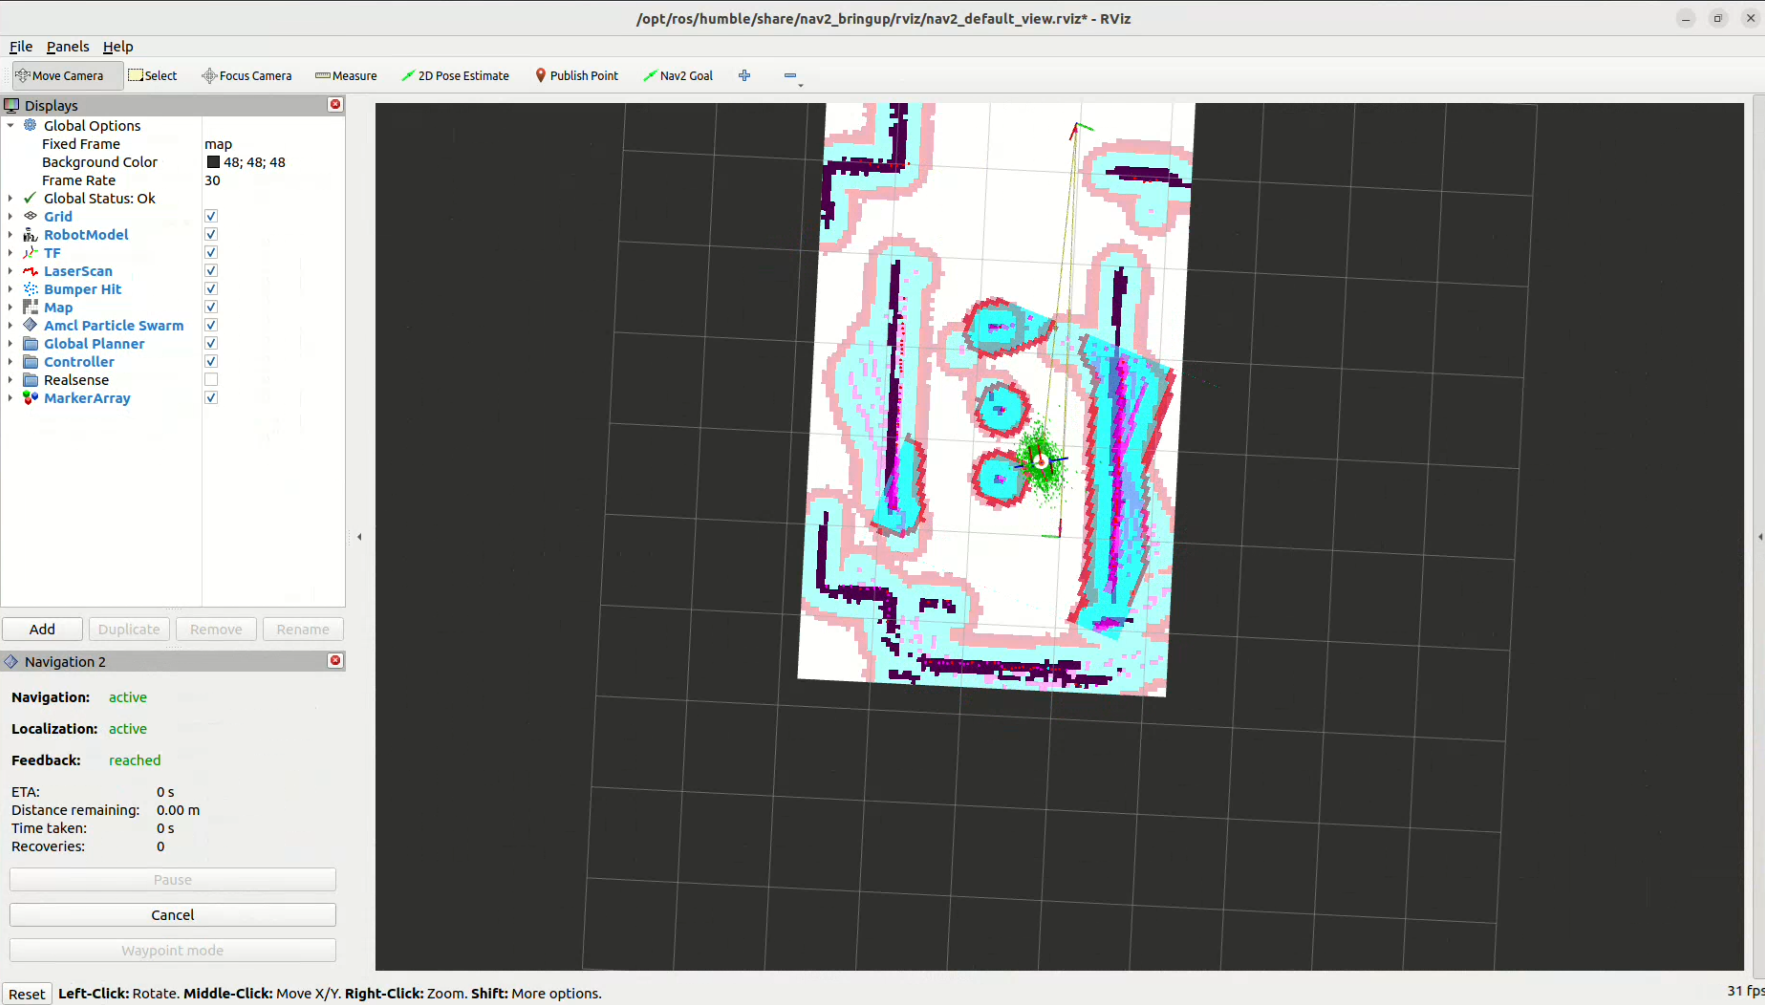 /opt/ros/humble/share/nav2_bringup/rviz/nav2_default_view.rviz* - RViz
File Panels Help
Move Camera Select Focus Camera Measure 2D Pose Estimate Publish Point Nav2 Goal
Displays
Global Options
Fixed Frame map
Background Color 48; 48; 48
Frame Rate 30
Global Status: Ok
Grid
RobotModel
TF
LaserScan
Bumper Hit
Map
Amcl Particle Swarm
Global Planner
Controller
Realsense
MarkerArray
Add Duplicate Remove Rename
Navigation 2
Navigation: active
Localization: active
Feedback: reached
ETA: 0 s
Distance remaining: 0.00 m
Time taken: 0 s
Recoveries: 0
Pause
Cancel
Waypoint mode
Reset Left-Click: Rotate. Middle-Click: Move X/Y. Right-Click: Zoom. Shift: More options. 31 fps